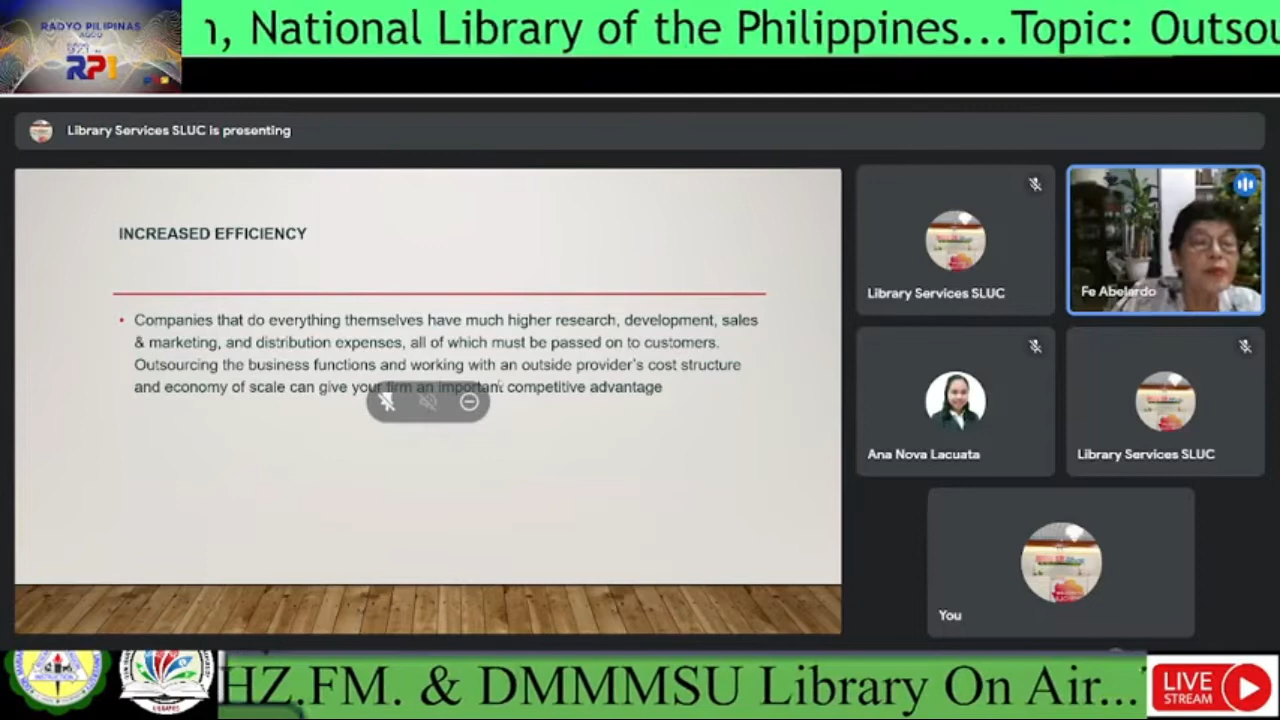 RADYO PILIPINAS
AGOO
RP1
n, National Library of the Philippines...Topic: Outsou
Library Services SLUC is presenting
INCREASED EFFICIENCY
• Companies that do everything themselves have much higher research, development, sales
& marketing, and distribution expenses, all of which must be passed on to customers.
Outsourcing the business functions and working with an outside provider's cost structure
and economy of scale can give your firm an important competitive advantage
Library Services SLUC
Fe Abelardo
Ana Nova Lacuata
Library Services SLUC
You
HZ.FM. & DMMMSU Library On Air...
LIVE
STREAM